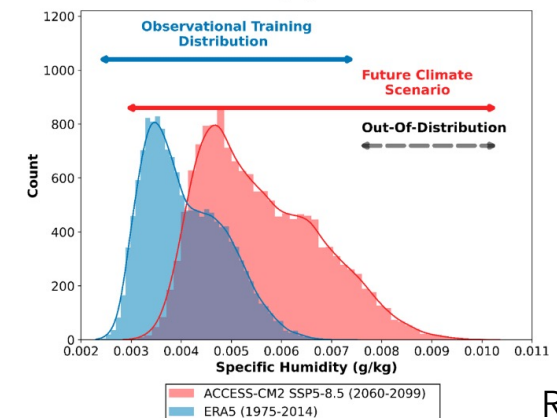 Observational Training
Distribution
Future Climate
Scenario
Out-Of-Distribution
1200
1000
800
600
400
200
0
Count
0.002 0.003 0.004 0.005 0.006 0.007 0.008 0.009 0.010 0.011
Specific Humidity (g/kg)
ACCESS-CM2 SSP5-8.5 (2060-2099)
ERA5 (1975-2014)
R